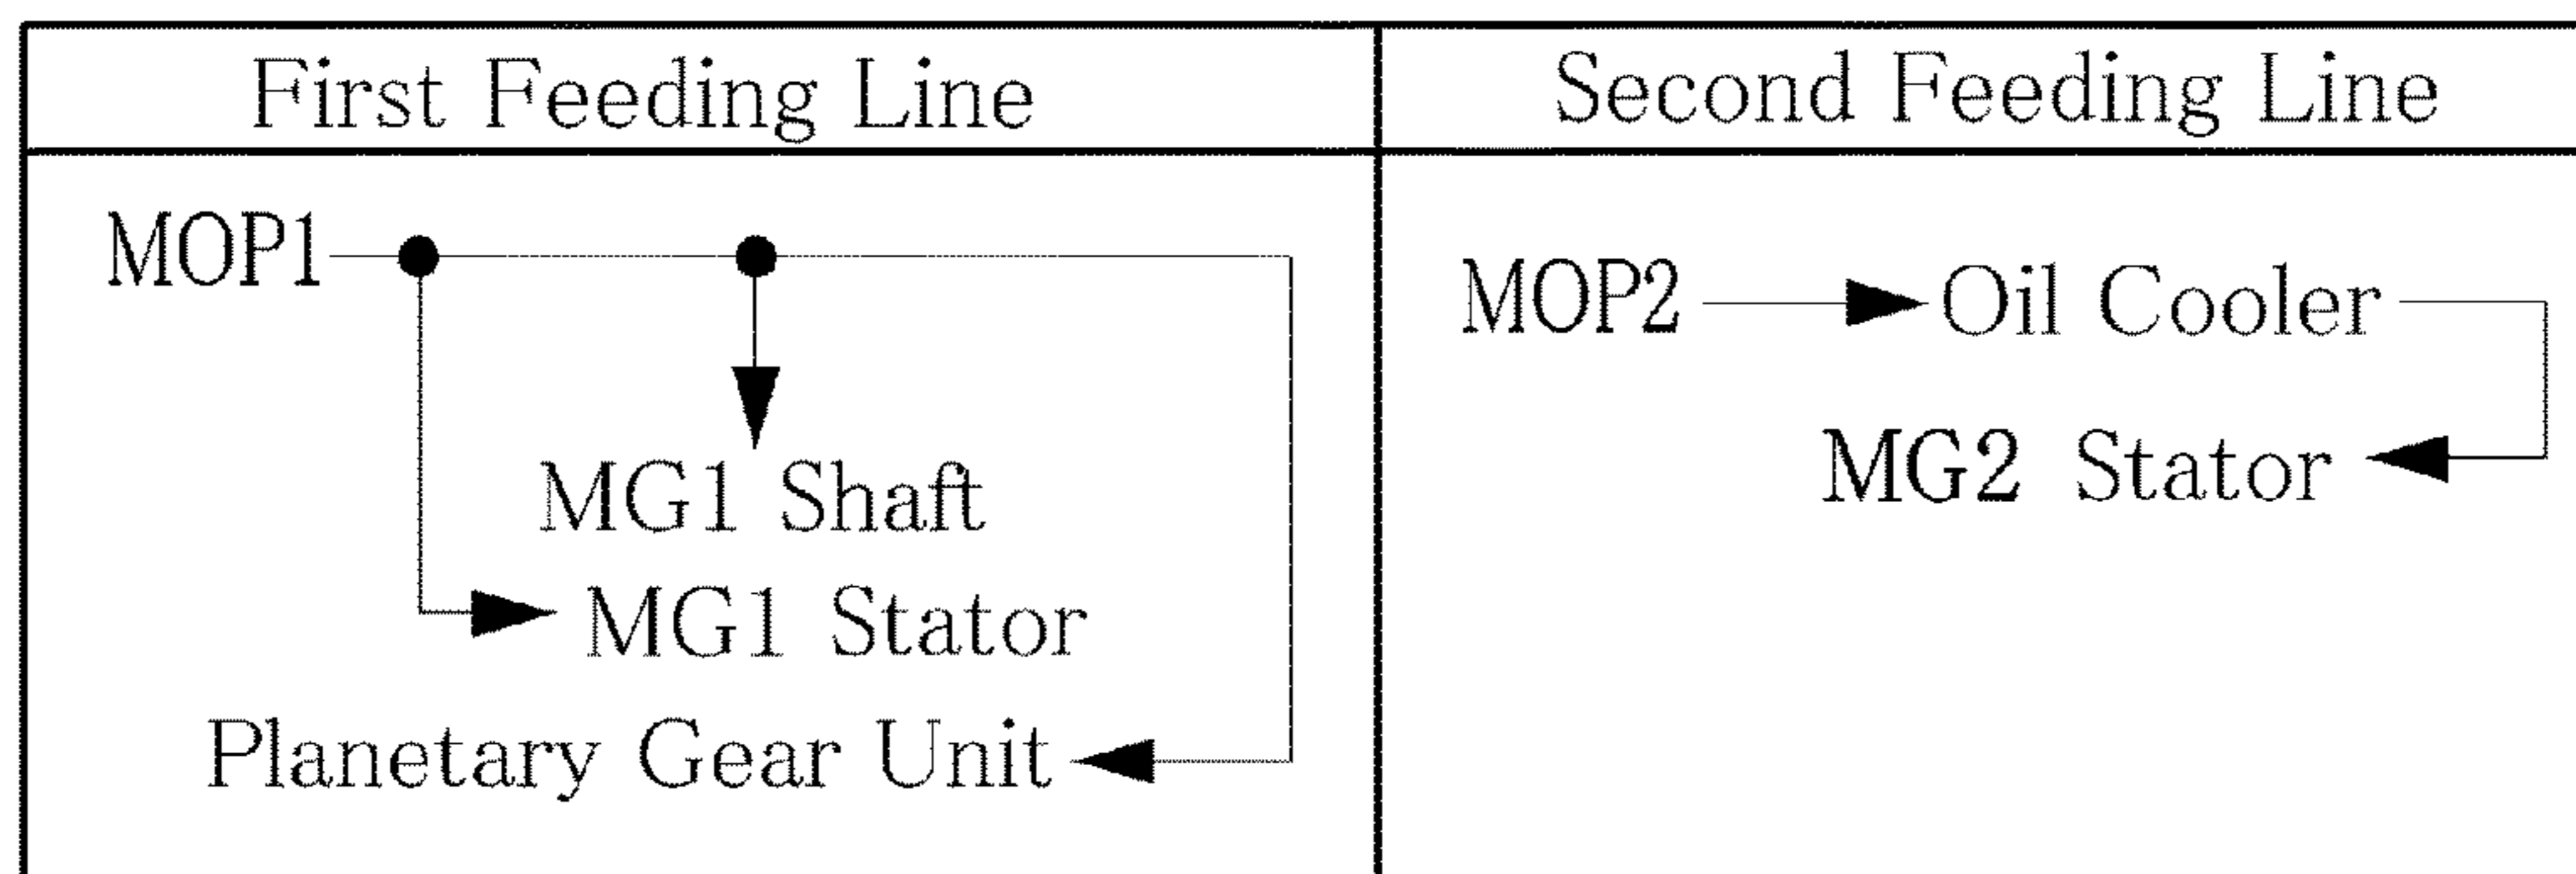 First Feeding Line
Second Feeding Line
MOP1
MG1 Shaft
MG1 Stator
Planetary Gear Unit
MOP2
Oil Cooler
MG2 Stator